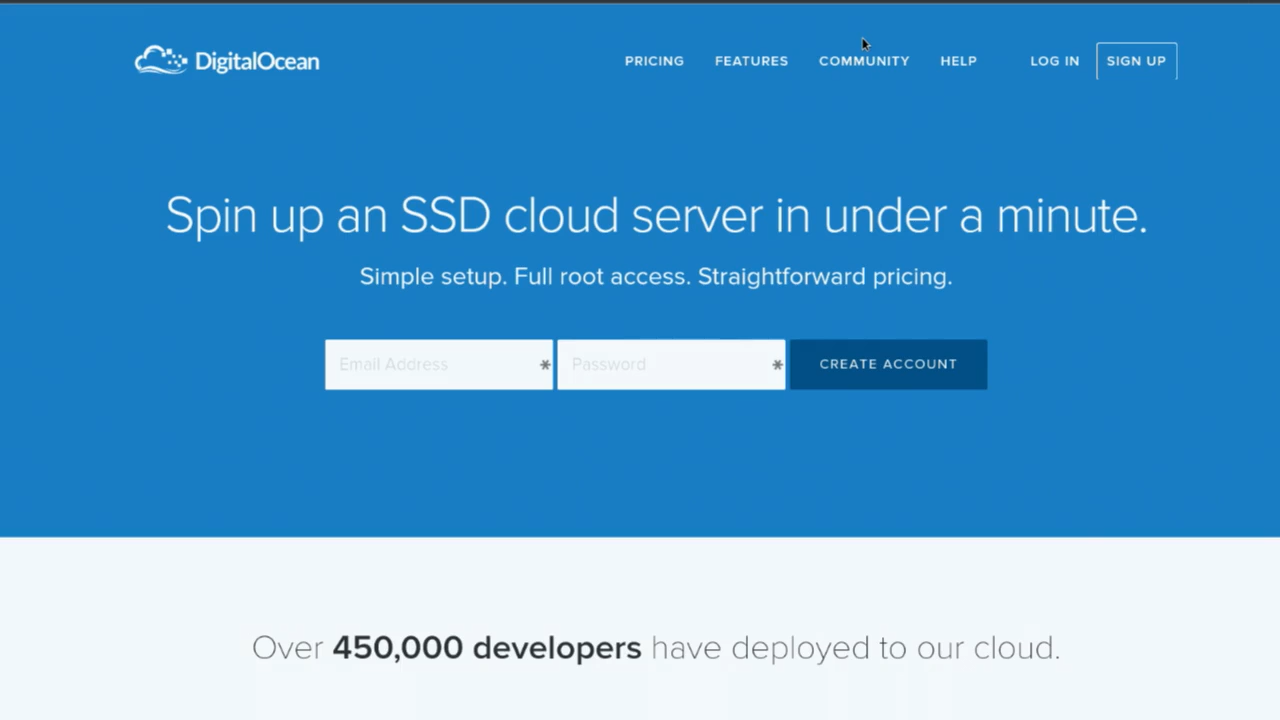 DigitalOcean
PRICING FEATURES COMMUNITY HELP LOG IN SIGN UP
Spin up an SSD cloud server in under a minute.
Simple setup. Full root access. Straightforward pricing.
Email Address * Password * CREATE ACCOUNT
Over 450,000 developers have deployed to our cloud.